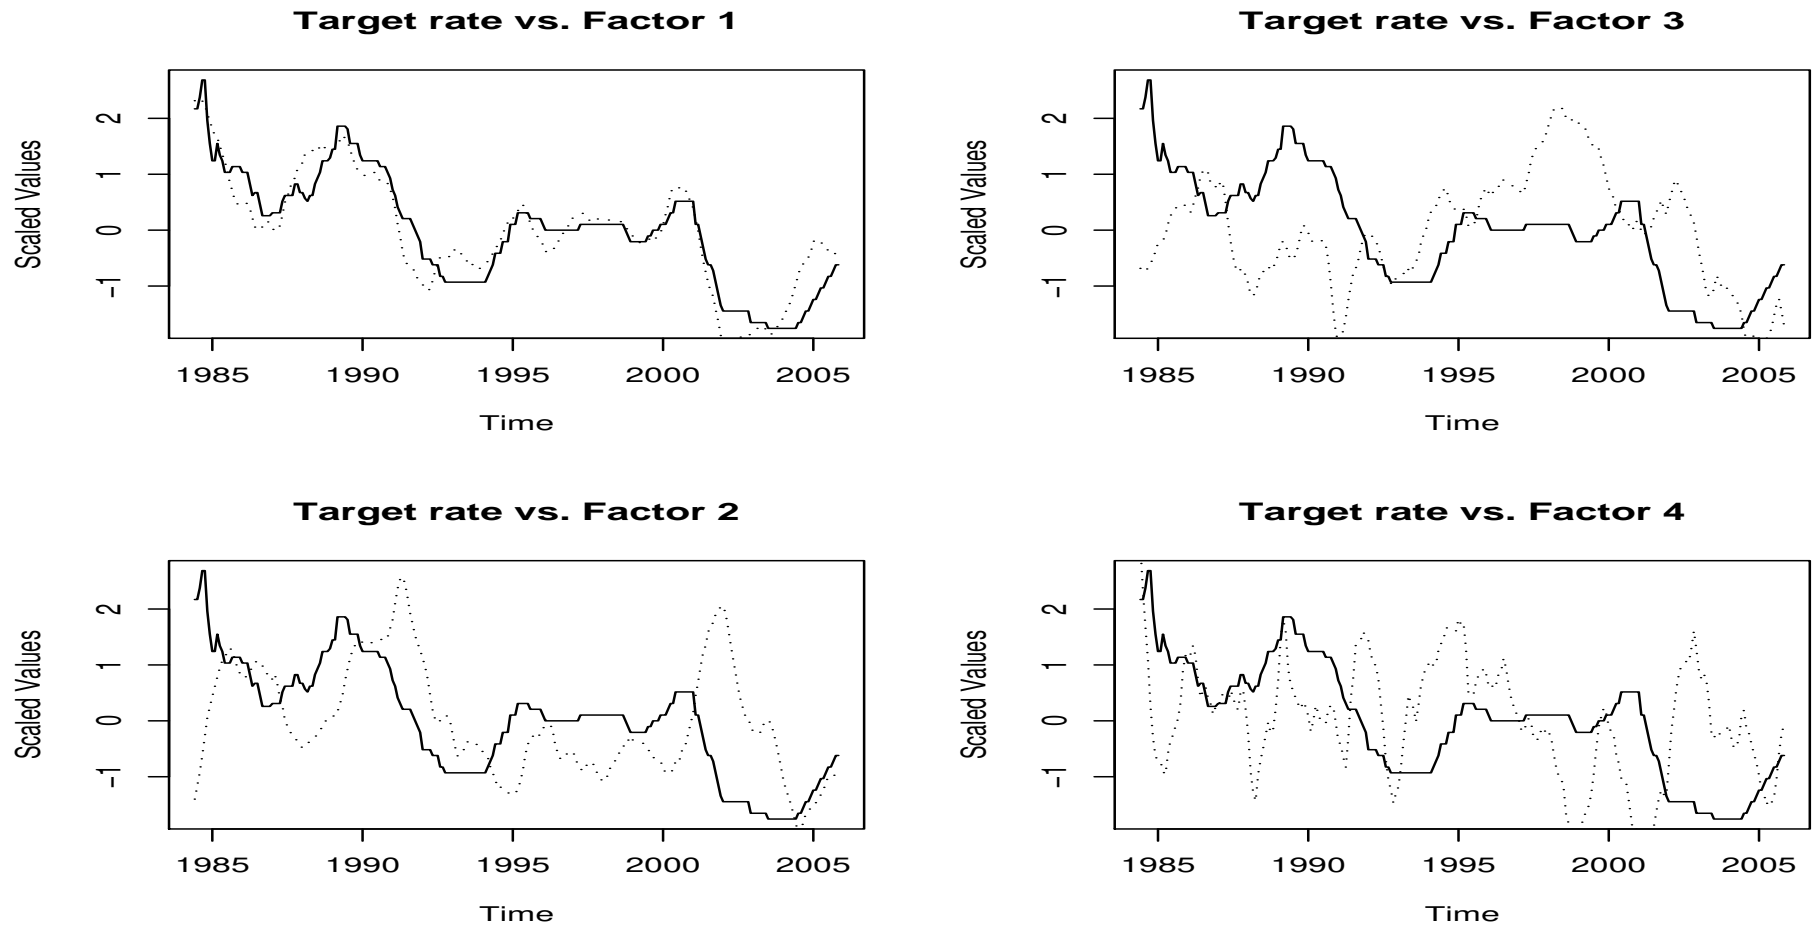 Target rate vs. Factor 1
Scaled Values
2
1
0
-1
1985 1990 1995 2000 2005
Time
Target rate vs. Factor 3
Scaled Values
2
1
0
-1
1985 1990 1995 2000 2005
Time
Target rate vs. Factor 2
Scaled Values
2
1
0
-1
1985 1990 1995 2000 2005
Time
Target rate vs. Factor 4
Scaled Values
2
1
0
-1
1985 1990 1995 2000 2005
Time